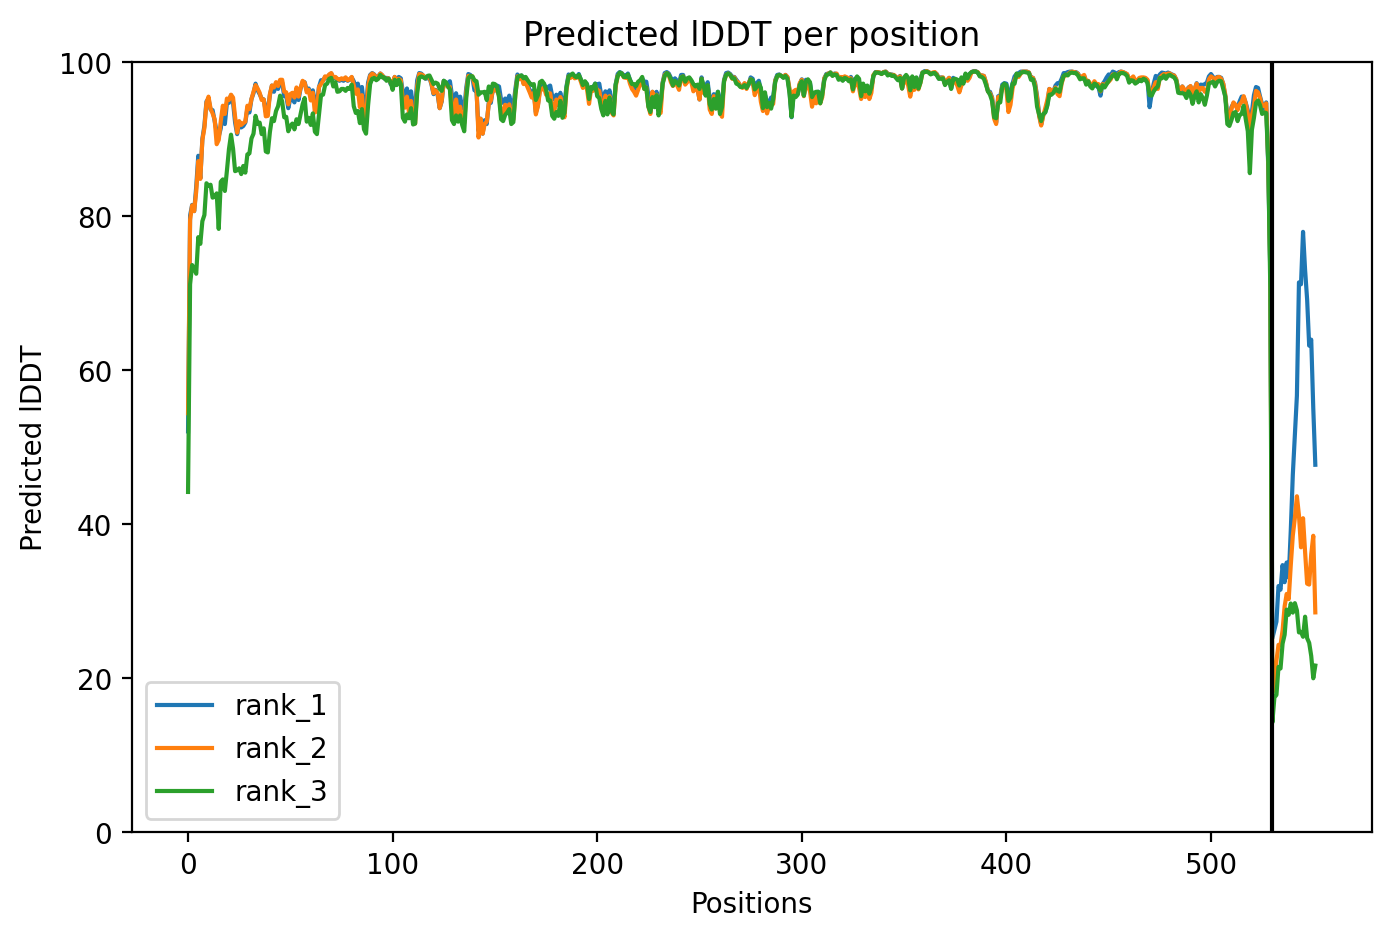 Predicted lDDT per position
100
80
60
40
20
0
Predicted lDDT
rank_1
rank_2
rank_3
0 100 200 300 400 500
Positions